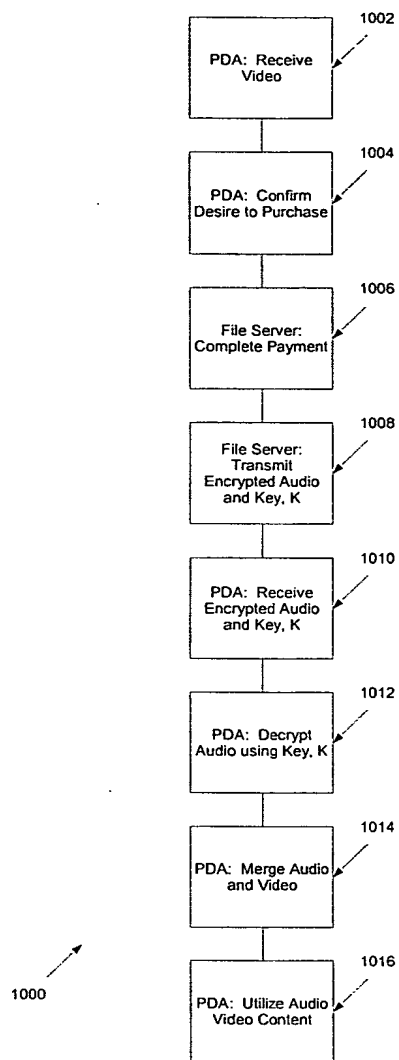 1002
PDA: Receive
Video
1004
PDA: Confirm
Desire to Purchase
1006
File Server:
Complete Payment
1008
File Server:
Transmit
Encrypted Audio
and Key, K
1010
PDA: Receive
Encrypted Audio
and Key, K
1012
PDA: Decrypt
Audio using Key, K
1014
PDA: Merge Audio
and Video
1016
PDA: Utilize Audio
Video Content
1000